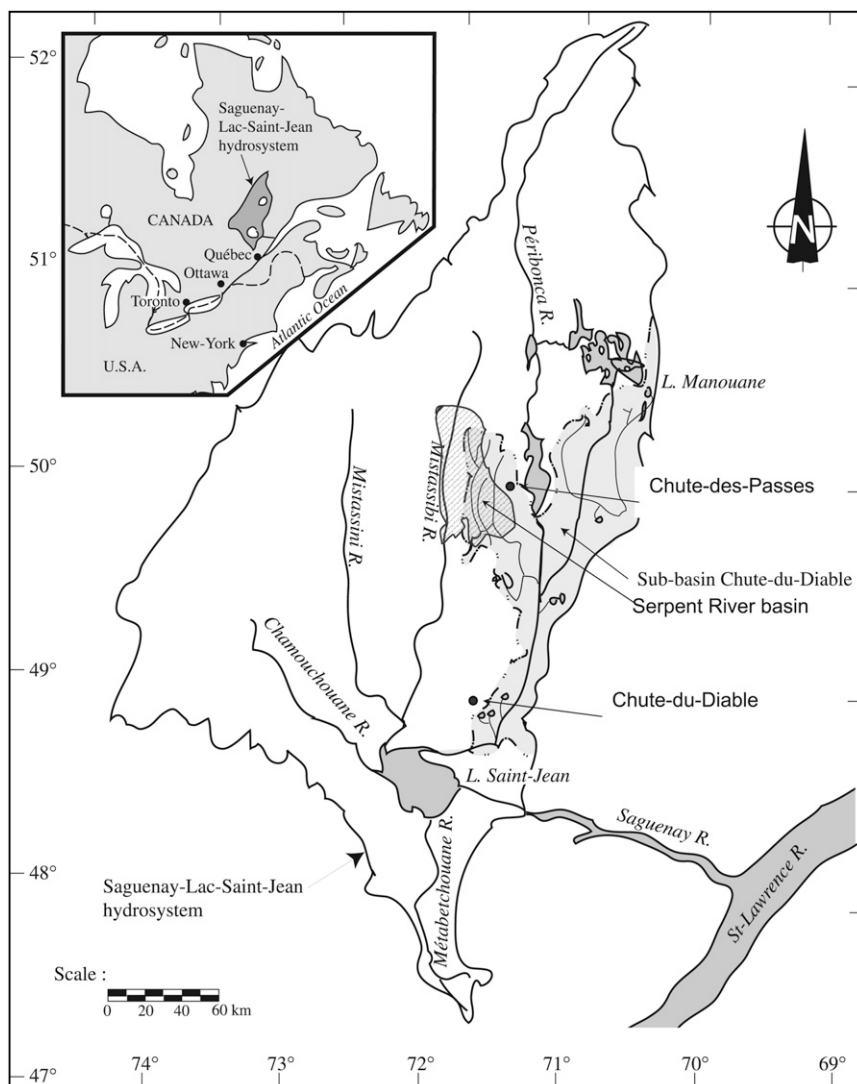 52°
51°
50°
49°
48°
47°
74°
73°
72°
71°
70°
69°
Saguenay-
Lac-Saint-Jean
hydrosystem
CANADA
Québec
Ottawa
Toronto
New-York
U.S.A.
Atlantic Ocean
N
Péribonca R.
L. Manouane
Mistassini R.
Mistassibi R.
Chute-des-Passes
Sub-basin Chute-du-Diable
Serpent River basin
Chamouchouane R.
Chute-du-Diable
L. Saint-Jean
Saguenay R.
Métabetchouane R.
St-Lawrence R.
Saguenay-Lac-Saint-Jean
hydrosystem
Scale :
0 20 40 60 km